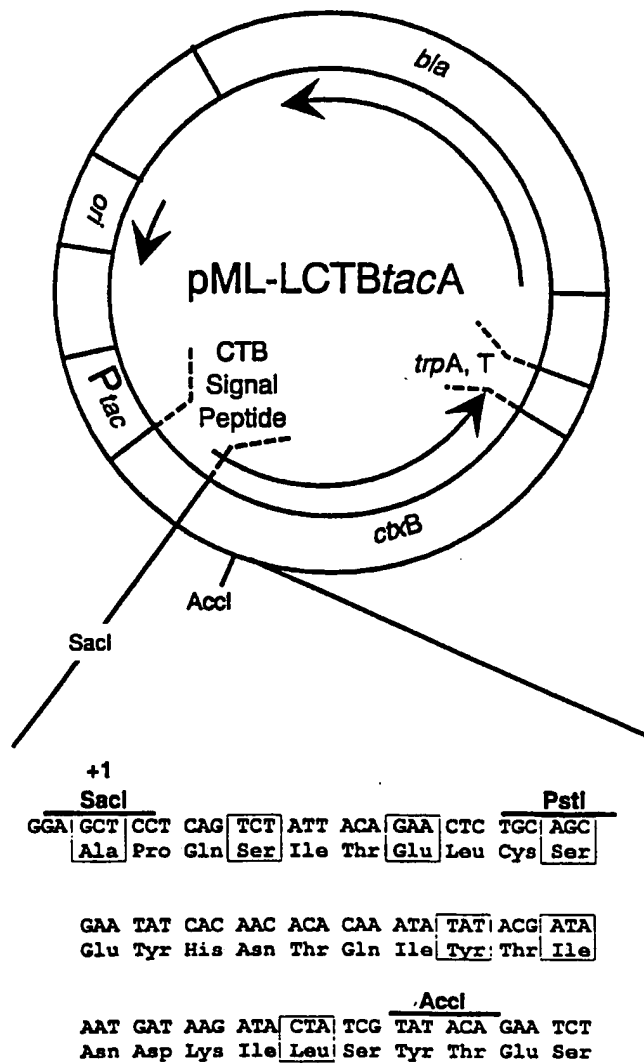 bla
ori
pML-LCTBtacA
CTB
Signal
Peptide
trpA, T
Ptac
ctxB
AccI
SacI
+1
SacI PstI
GGA GCT CCT CAG TCT ATT ACA GAA CTC TGC AGC
Ala Pro Gln Ser Ile Thr Glu Leu Cys Ser
GAA TAT CAC AAC ACA CAA ATA TAT ACG ATA
Glu Tyr His Asn Thr Gln Ile Tyr Thr Ile
AccI
AAT GAT AAG ATA CTA TCG TAT ACA GAA TCT
Asn Asp Lys Ile Leu Ser Tyr Thr Glu Ser